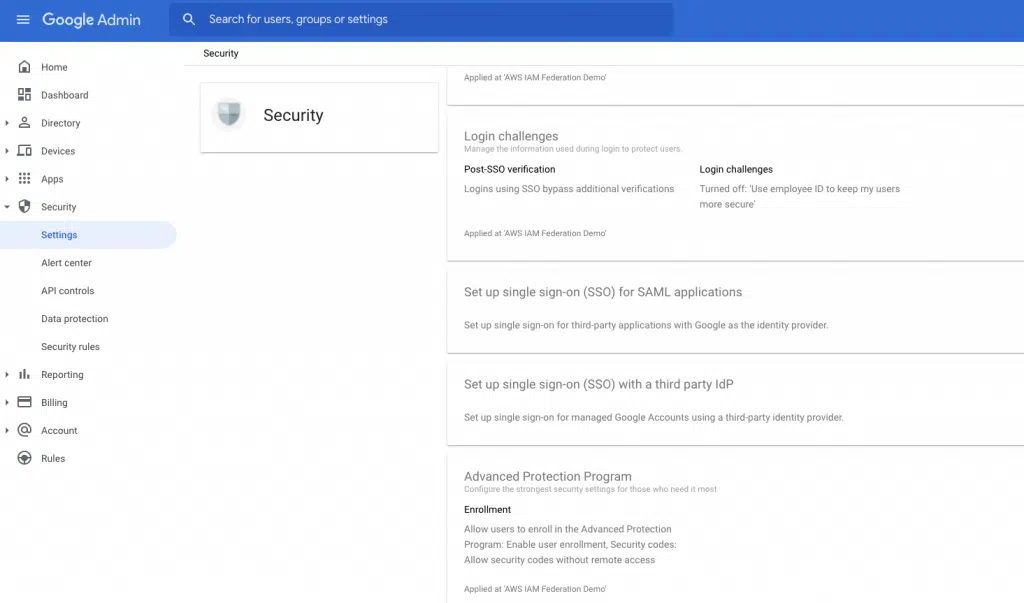 Google Admin
Search for users, groups or settings
Security
Home
Dashboard
Directory
Devices
Apps
Security
Settings
Alert center
API controls
Data protection
Security rules
Reporting
Billing
Account
Rules
Security
Applied at 'AWS IAM Federation Demo'
Login challenges
Manage the information used during login to protect users.
Post-SSO verification
Logins using SSO bypass additional verifications
Login challenges
Turned off: 'Use employee ID to keep my users
more secure'
Applied at 'AWS IAM Federation Demo'
Set up single sign-on (SSO) for SAML applications
Set up single sign-on for third-party applications with Google as the identity provider.
Set up single sign-on (SSO) with a third party IdP
Set up single sign-on for managed Google Accounts using a third-party identity provider.
Advanced Protection Program
Configure the strongest security settings for those who need it most
Enrollment
Allow users to enroll in the Advanced Protection
Program: Enable user enrollment, Security codes:
Allow security codes without remote access
Applied at 'AWS IAM Federation Demo'